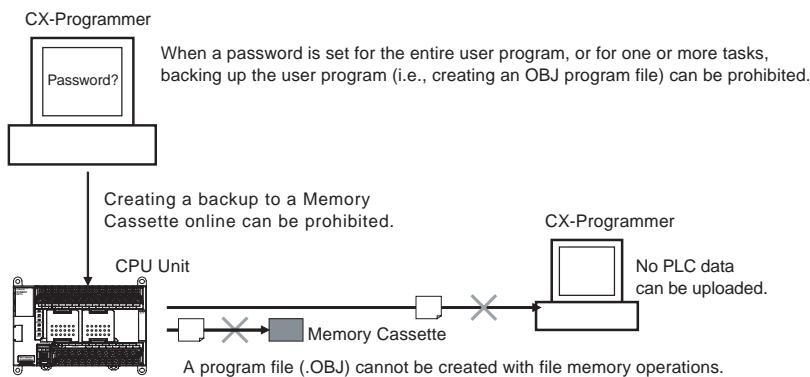 CX-Programmer
Password?
When a password is set for the entire user program, or for one or more tasks,
backing up the user program (i.e., creating an OBJ program file) can be prohibited.
Creating a backup to a Memory
Cassette online can be prohibited.
CPU Unit
CX-Programmer
No PLC data
can be uploaded.
Memory Cassette
A program file (.OBJ) cannot be created with file memory operations.